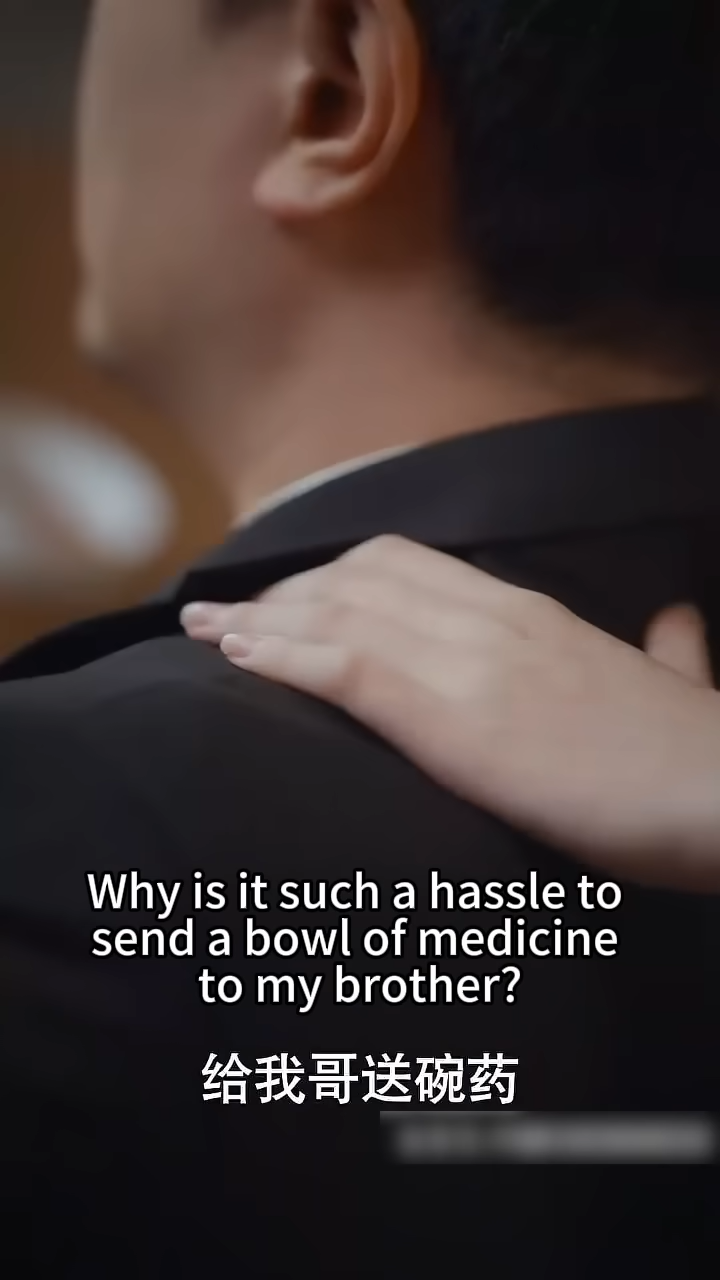 Why is it such a hassle to
send a bowl of medicine
to my brother?
给我哥送碗药